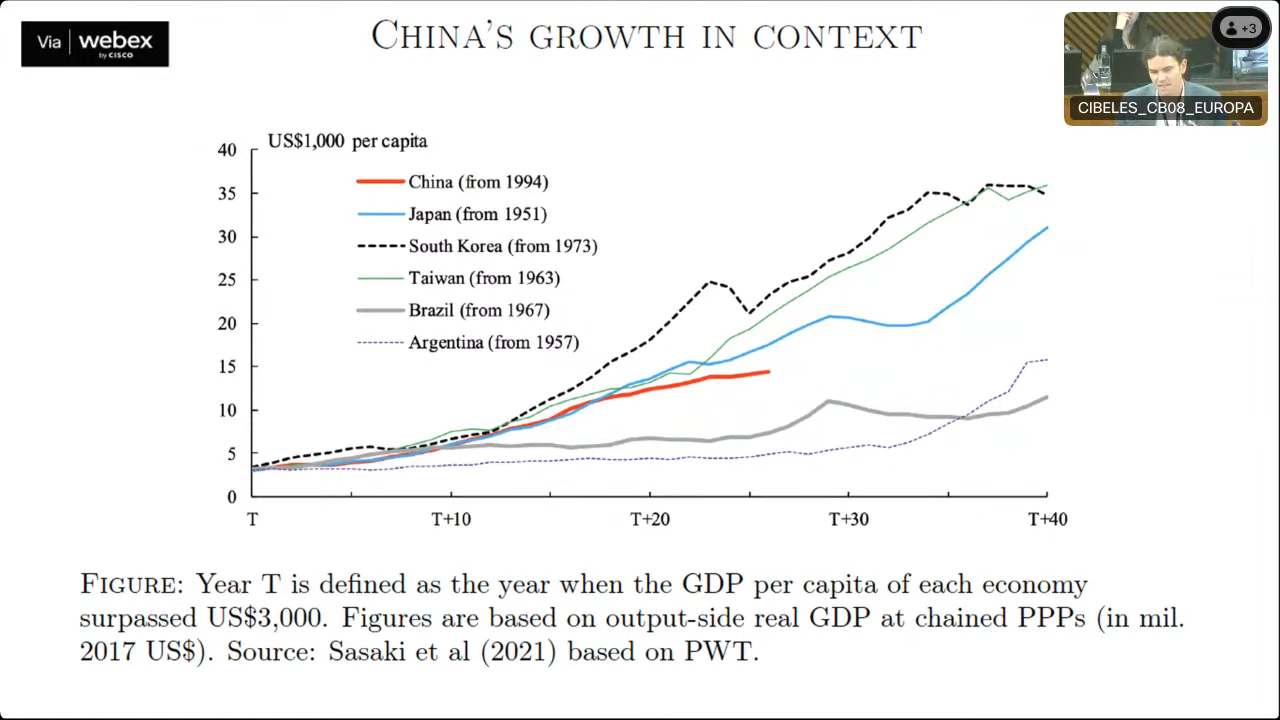 Via webex
by CISCO
CHINA'S GROWTH IN CONTEXT
+3
CIBELES_CB08_EUROPA
US$1,000 per capita
40
35
30
25
20
15
10
5
0
China (from 1994)
Japan (from 1951)
South Korea (from 1973)
Taiwan (from 1963)
Brazil (from 1967)
Argentina (from 1957)
T T+10 T+20 T+30 T+40
FIGURE: Year T is defined as the year when the GDP per capita of each economy
surpassed US$3,000. Figures are based on output-side real GDP at chained PPPs (in mil.
2017 US$). Source: Sasaki et al (2021) based on PWT.